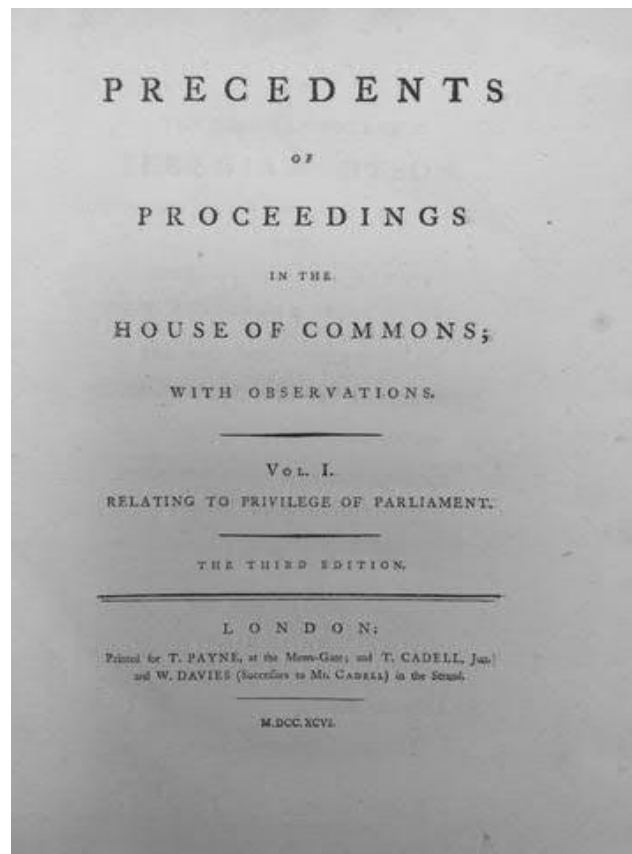 PRECEDENTS
OF
PROCEEDINGS
IN THE
HOUSE OF COMMONS;
WITH OBSERVATIONS.
VOL. I.
RELATING TO PRIVILEGE OF PARLIAMENT.
THE THIRD EDITION.
LONDON:
Printed for T. PAYNE, at the Mews-Gate; and T. CADELL, Jun.
and W. DAVIES (Successors to Mr. CADELL) in the Strand.
M.DCC.XCVI.